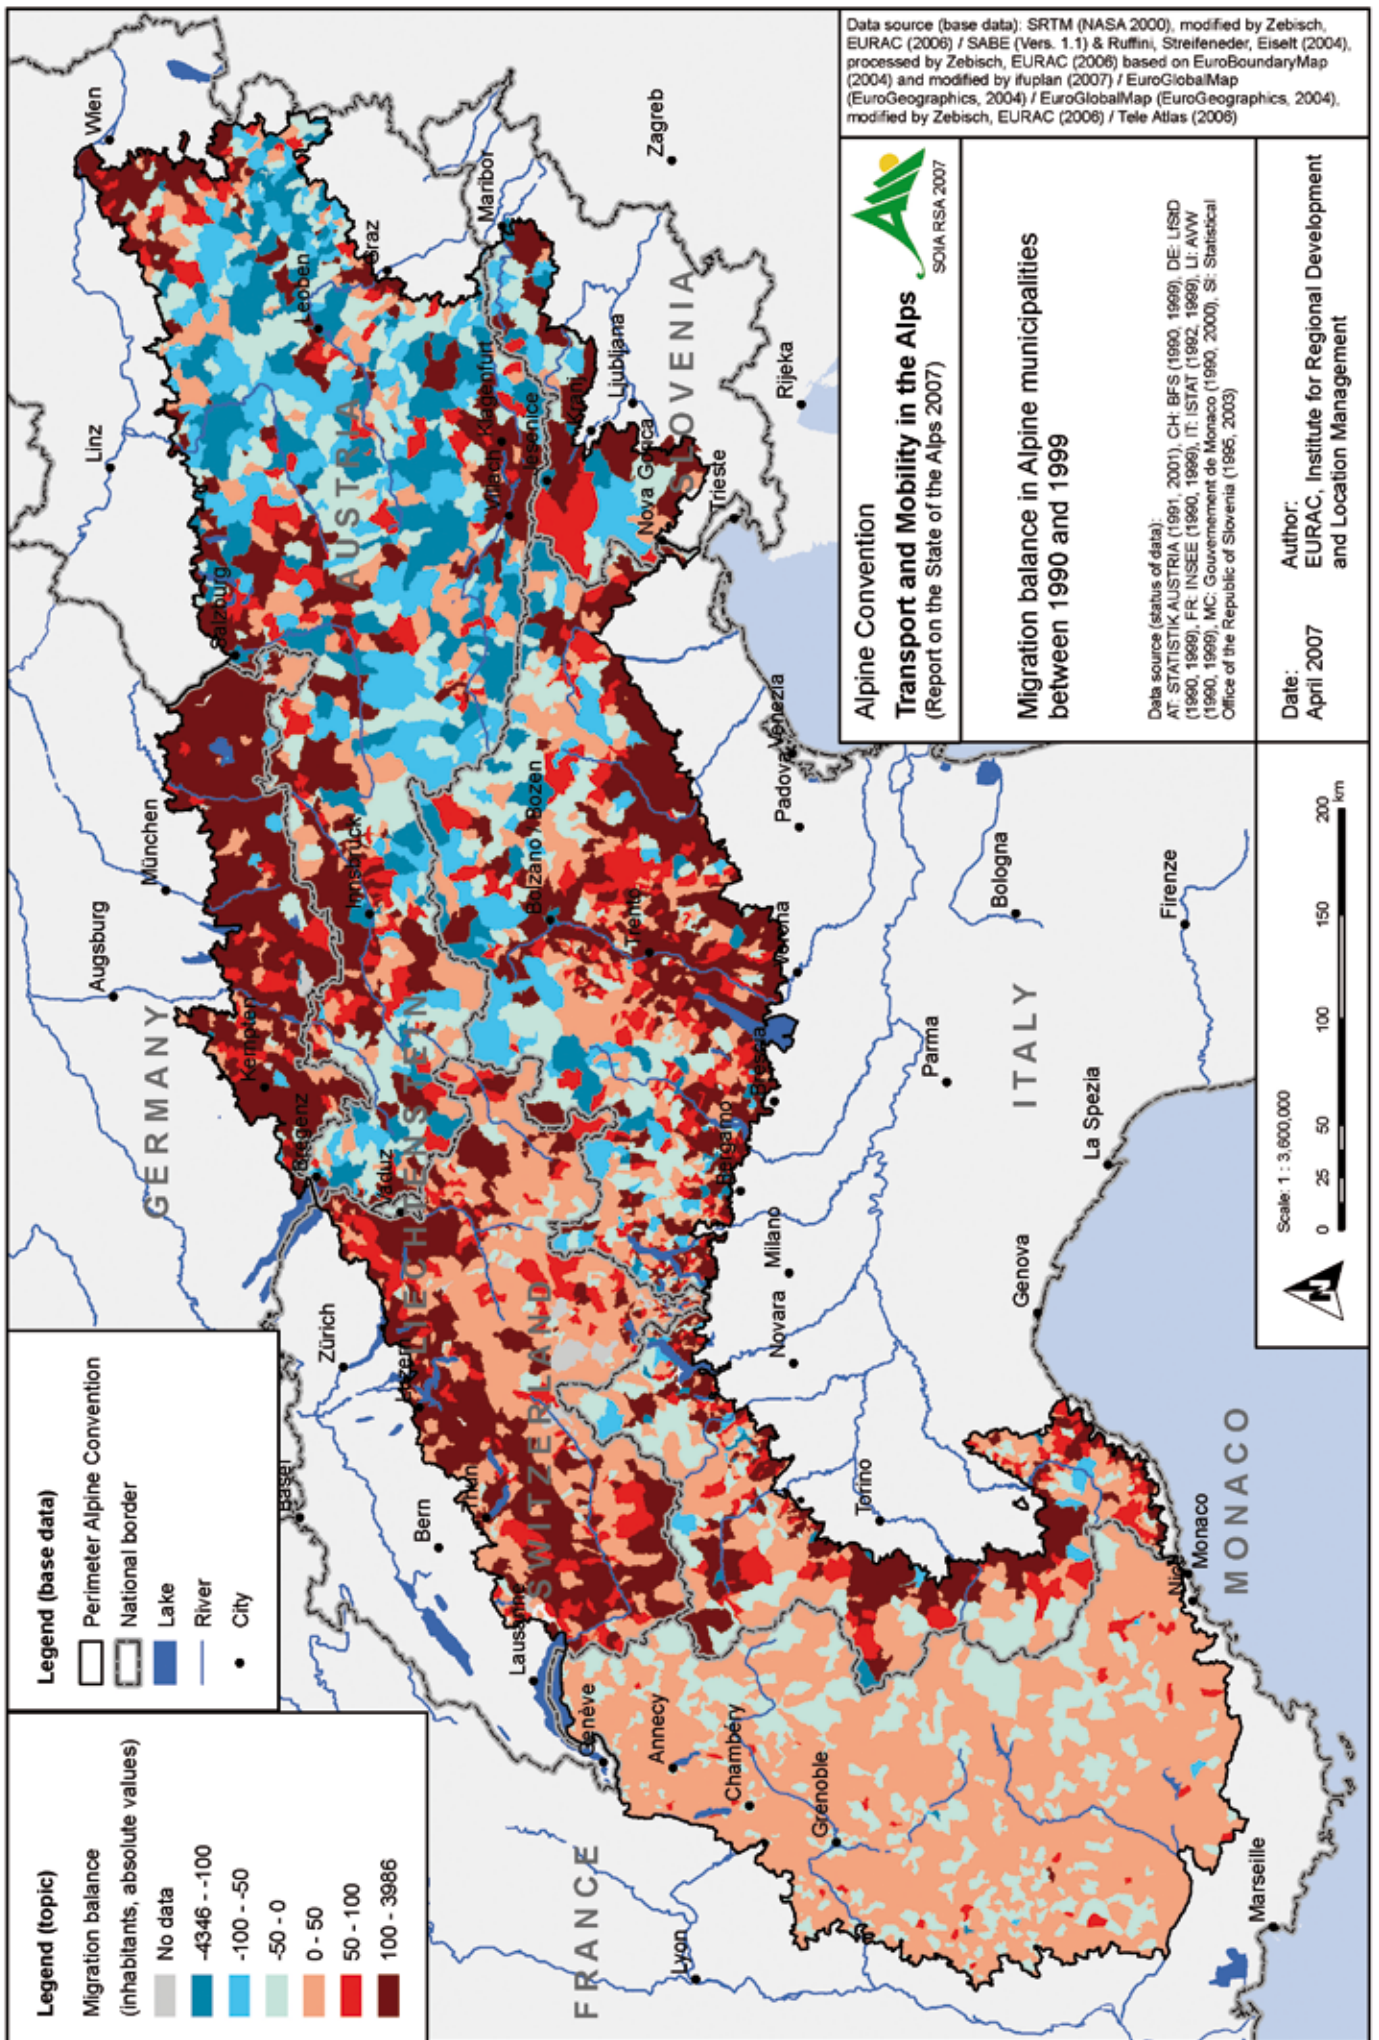 Legend (topic)
Migration balance
(inhabitants, absolute values)
No data
-4346 - -100
-100 - -50
-50 - 0
0 - 50
50 - 100
100 - 3986
Legend (base data)
Perimeter Alpine Convention
National border
Lake
River
City
GERMANY
AUSTRIA
LIECHTENSTEIN
SWITZERLAND
SLOVENIA
FRANCE
ITALY
MONACO
Wien
Linz
Salzburg
München
Augsburg
Kempten
Bregenz
Vaduz
Innsbruck
Leoben
Graz
Maribor
Zagreb
Klagenfurt
Villach
Jesenice
Kranj
Ljubljana
Nova Gorica
Trieste
Rijeka
Zürich
Basel
Luzern
Bern
Thun
Lausanne
Genève
Annecy
Chambéry
Grenoble
Lyon
Marseille
Monaco
Torino
Novara
Milano
Bergamo
Brescia
Verona
Trento
Bolzano / Bozen
Padova
Venezia
Parma
Bologna
Firenze
La Spezia
Genova
Data source (base data): SRTM (NASA 2000), modified by Zebisch,
EURAC (2006) / SABE (Vers. 1.1) & Ruffini, Streifeneder, Eiselt (2004),
processed by Zebisch, EURAC (2006) based on EuroBoundaryMap
(2004) and modified by ifuplan (2007) / EuroGlobalMap
(EuroGeographics, 2004) / EuroGlobalMap (EuroGeographics, 2004),
modified by Zebisch, EURAC (2006) / Tele Atlas (2006)
Alpine Convention
Transport and Mobility in the Alps
(Report on the State of the Alps 2007)
SOIA RSA 2007
Migration balance in Alpine municipalities
between 1990 and 1999
Data source (status of data):
AT: STATISTIK AUSTRIA (1991, 2001), CH: BFS (1990, 1999), DE: LfStD
(1990, 1999), FR: INSEE (1990, 1999), IT: ISTAT (1992, 1999), LI: AVW
(1990, 1999), MC: Gouvernement de Monaco (1990, 2000), SI: Statistical
Office of the Republic of Slovenia (1995, 2003)
Date:
April 2007
Author:
EURAC, Institute for Regional Development
and Location Management
Scale: 1 : 3,600,000
0 25 50 100 150 200
km
N